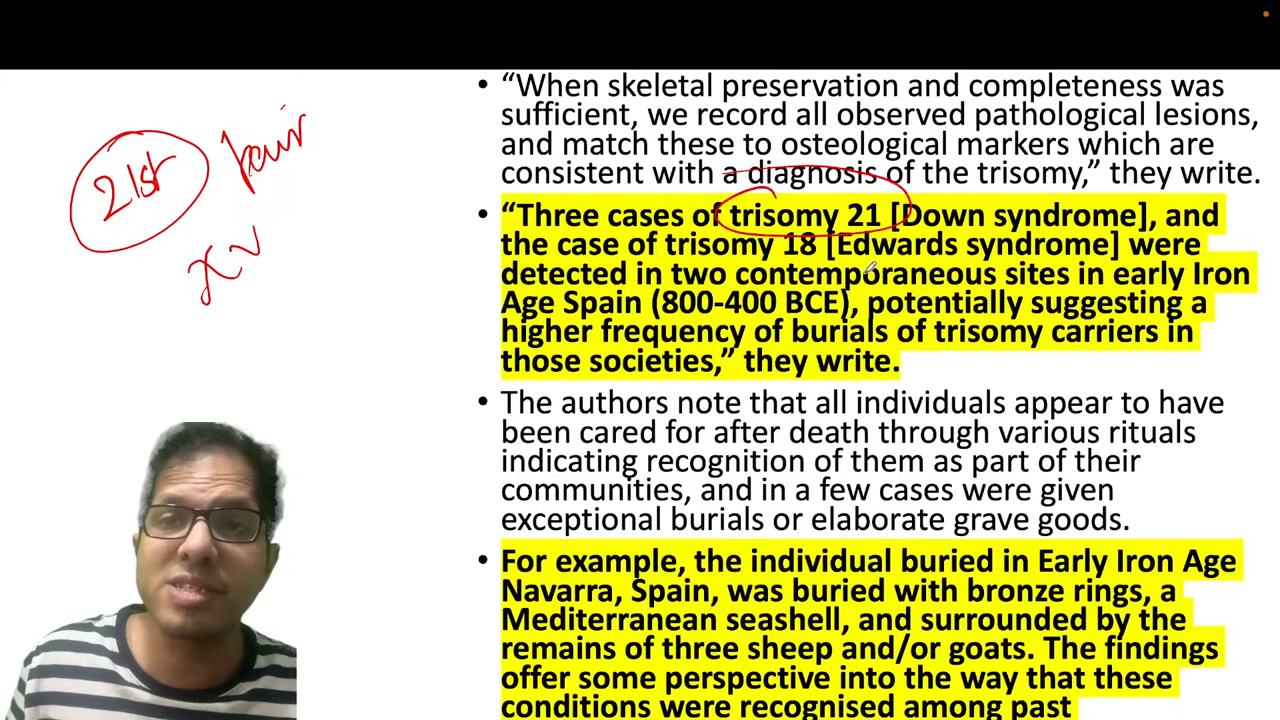 21st pair
• “When skeletal preservation and completeness was
sufficient, we record all observed pathological lesions,
and match these to osteological markers which are
consistent with a diagnosis of the trisomy,” they write.
• “Three cases of trisomy 21 [Down syndrome], and
the case of trisomy 18 [Edwards syndrome] were
detected in two contemporaneous sites in early Iron
Age Spain (800-400 BCE), potentially suggesting a
higher frequency of burials of trisomy carriers in
those societies,” they write.
• The authors note that all individuals appear to have
been cared for after death through various rituals
indicating recognition of them as part of their
communities, and in a few cases were given
exceptional burials or elaborate grave goods.
• For example, the individual buried in Early Iron Age
Navarra, Spain, was buried with bronze rings, a
Mediterranean seashell, and surrounded by the
remains of three sheep and/or goats. The findings
offer some perspective into the way that these
conditions were recognised among past